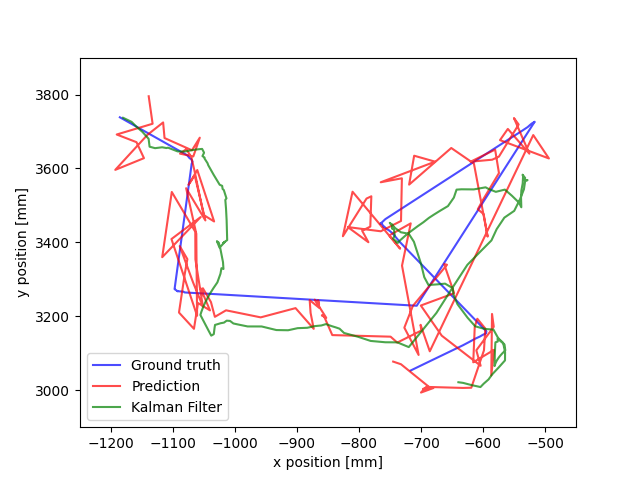 3800
3600
3400
3200
3000
y position [mm]
Ground truth
Prediction
Kalman Filter
−1200 −1100 −1000 −900 −800 −700 −600 −500
x position [mm]